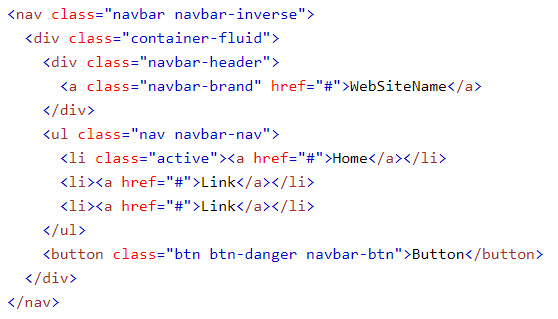 <nav class="navbar navbar-inverse">
  <div class="container-fluid">
    <div class="navbar-header">
      <a class="navbar-brand" href="#">WebSiteName</a>
    </div>
    <ul class="nav navbar-nav">
      <li class="active"><a href="#">Home</a></li>
      <li><a href="#">Link</a></li>
      <li><a href="#">Link</a></li>
    </ul>
    <button class="btn btn-danger navbar-btn">Button</button>
  </div>
</nav>